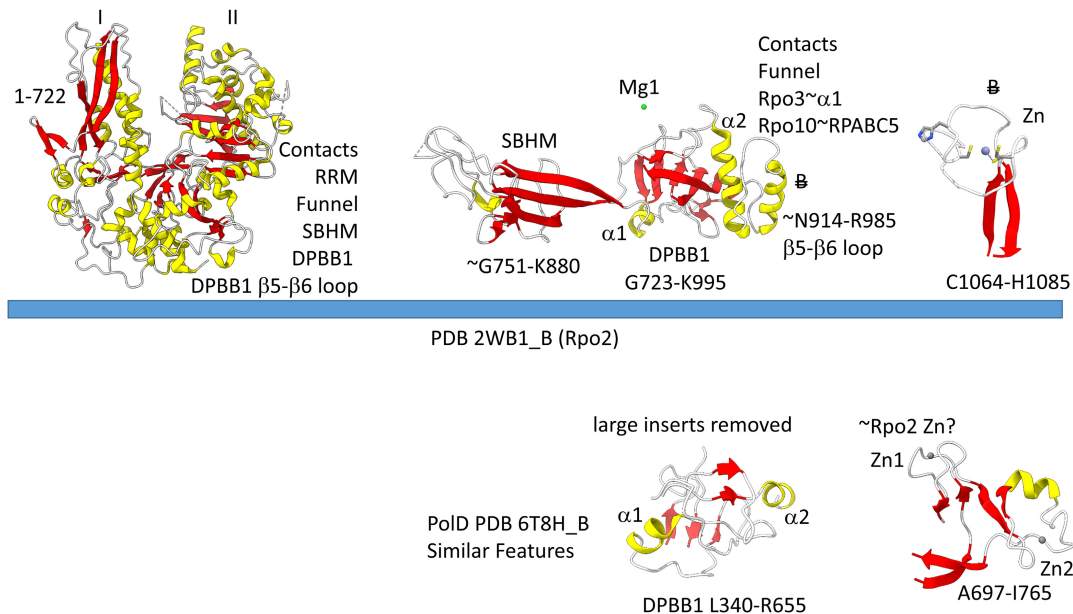 I
II
1-722
Contacts
RRM
Funnel
SBHM
DPBB1
DPBB1 β5-β6 loop
SBHM
~G751-K880
Mg1
α2
α1
DPBB1
G723-K995
Contacts
Funnel
Rpo3~α1
Rpo10~RPABC5
B
~N914-R985
β5-β6 loop
B
Zn
C1064-H1085
PDB 2WB1_B (Rpo2)
large inserts removed
PolD PDB 6T8H_B
Similar Features
α1
α2
DPBB1 L340-R655
~Rpo2 Zn?
Zn1
Zn2
A697-I765